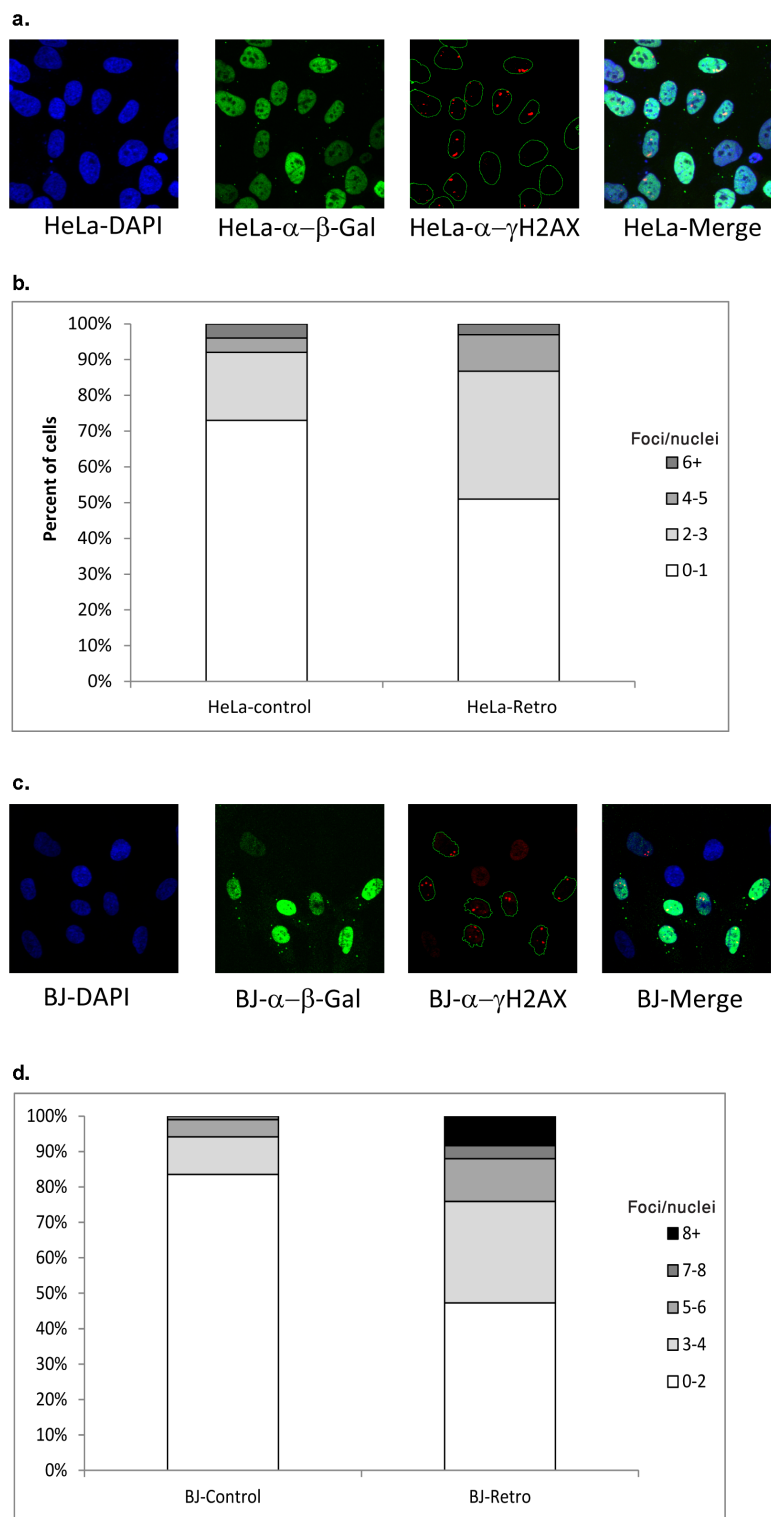 a.
HeLa-DAPI HeLa-α–β-Gal HeLa-α–γH2AX HeLa-Merge
b.
100%
90%
80%
70%
60%
50%
40%
30%
20%
10%
0%
Percent of cells
HeLa-control HeLa-Retro
Foci/nuclei
6+
4-5
2-3
0-1
c.
BJ-DAPI BJ-α–β-Gal BJ-α–γH2AX BJ-Merge
d.
100%
90%
80%
70%
60%
50%
40%
30%
20%
10%
0%
BJ-Control BJ-Retro
Foci/nuclei
8+
7-8
5-6
3-4
0-2